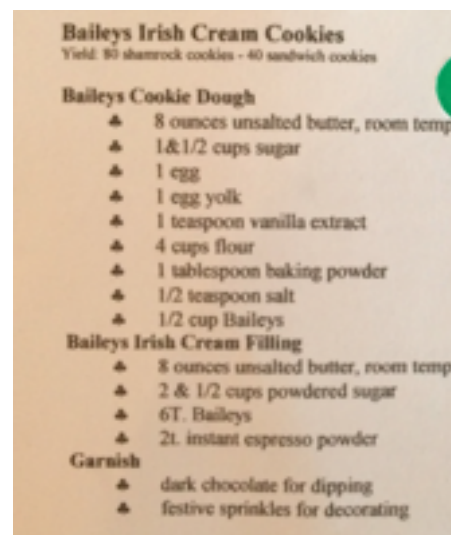 Baileys Irish Cream Cookies
Yield: 80 shamrock cookies - 40 sandwich cookies
Baileys Cookie Dough
♣ 8 ounces unsalted butter, room temp
♣ 1&1/2 cups sugar
♣ 1 egg
♣ 1 egg yolk
♣ 1 teaspoon vanilla extract
♣ 4 cups flour
♣ 1 tablespoon baking powder
♣ 1/2 teaspoon salt
♣ 1/2 cup Baileys
Baileys Irish Cream Filling
♣ 8 ounces unsalted butter, room temp
♣ 2 & 1/2 cups powdered sugar
♣ 6T. Baileys
♣ 2t. instant espresso powder
Garnish
♣ dark chocolate for dipping
♣ festive sprinkles for decorating